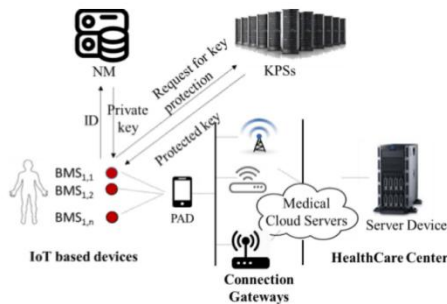 NM
KPSs
Request for key
protection
ID
Private
key
Protected key
BMS1,1
BMS1,2
BMS1,n
PAD
Medical
Cloud Servers
Server Device
IoT based devices
Connection
Gateways
HealthCare Center